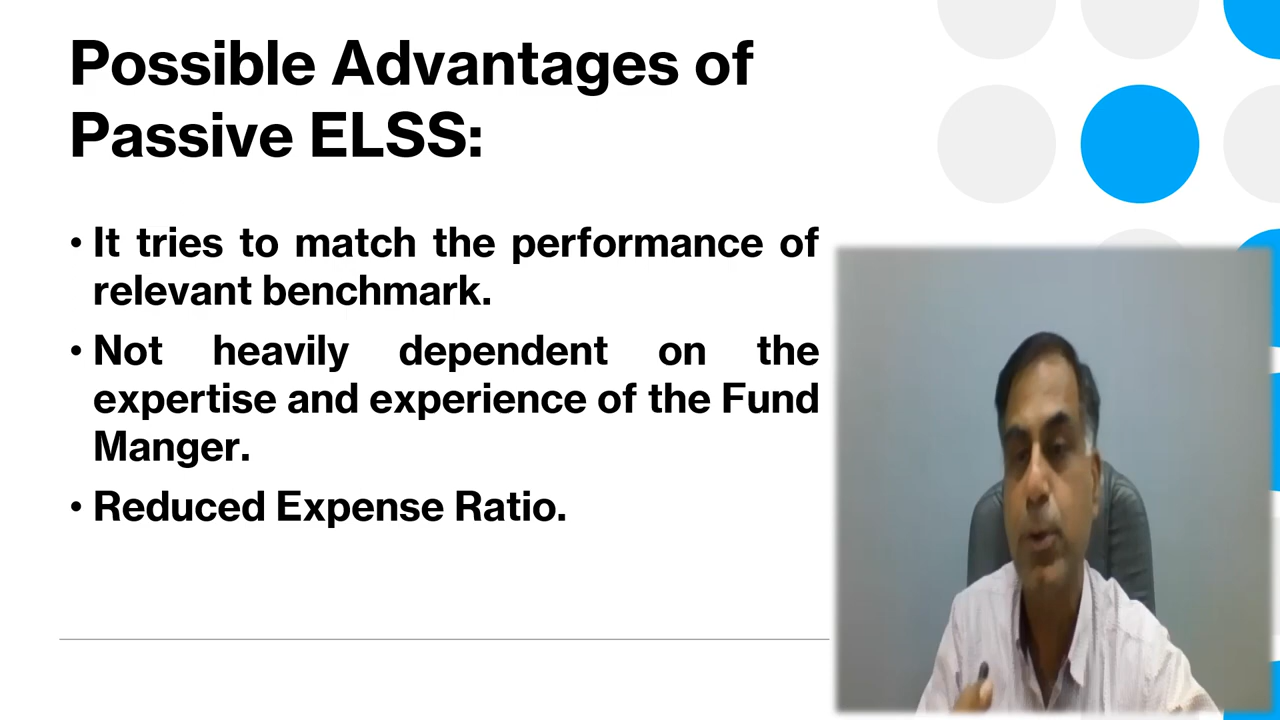 Possible Advantages of
Passive ELSS:
• It tries to match the performance of
relevant benchmark.
• Not heavily dependent on the
expertise and experience of the Fund
Manger.
• Reduced Expense Ratio.